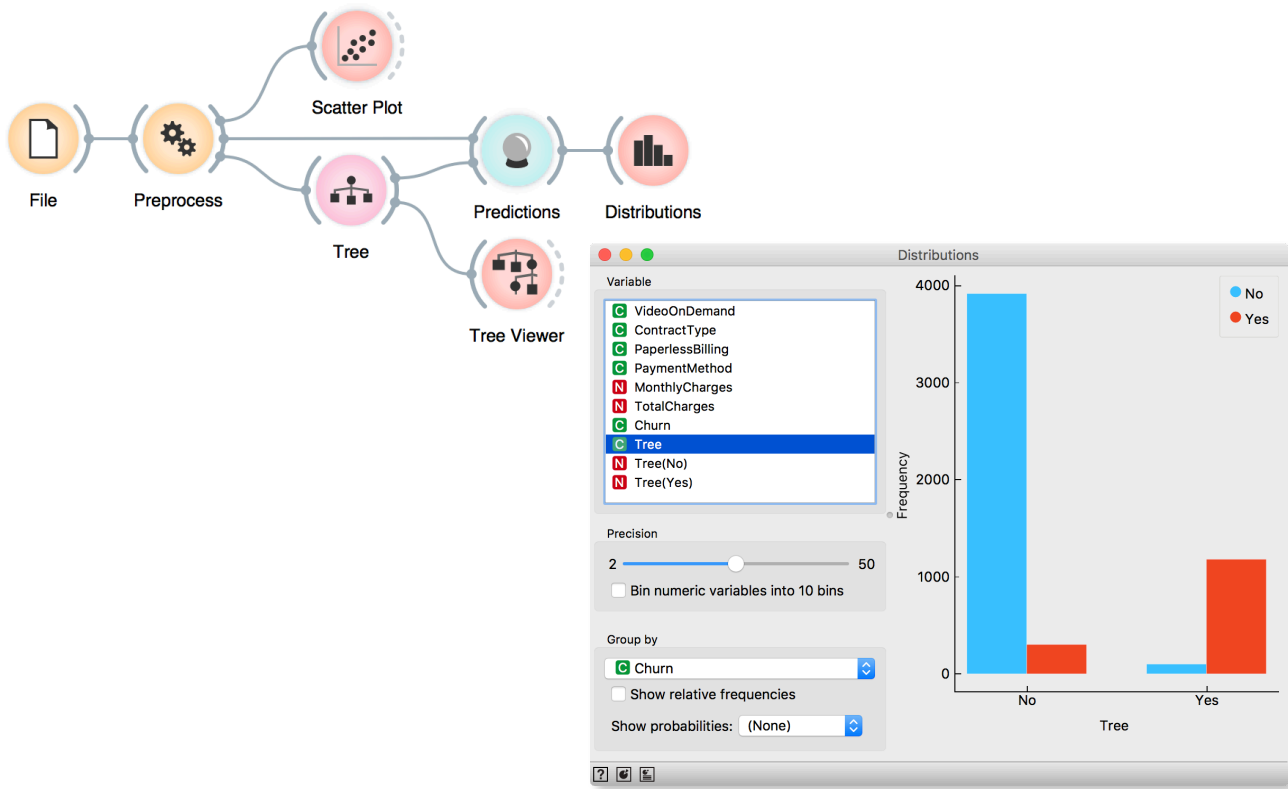 Scatter Plot
File
Preprocess
Tree
Predictions
Distributions
Tree Viewer
Distributions
Variable
C VideoOnDemand
C ContractType
C PaperlessBilling
C PaymentMethod
N MonthlyCharges
N TotalCharges
C Churn
C Tree
N Tree(No)
N Tree(Yes)
Precision
2 50
Bin numeric variables into 10 bins
Group by
C Churn
Show relative frequencies
Show probabilities: (None)
?
4000
3000
2000
1000
0
Frequency
No Yes
Tree
No
Yes